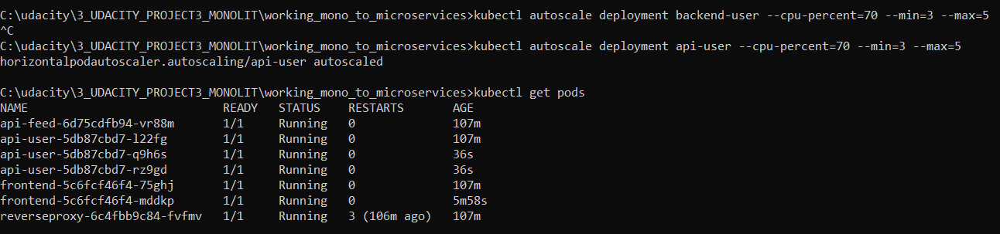 C:\udacity\3_UDACITY_PROJECT3_MONOLIT\working_mono_to_microservices>kubectl autoscale deployment backend-user --cpu-percent=70 --min=3 --max=5
^C
C:\udacity\3_UDACITY_PROJECT3_MONOLIT\working_mono_to_microservices>kubectl autoscale deployment api-user --cpu-percent=70 --min=3 --max=5
horizontalpodautoscaler.autoscaling/api-user autoscaled
C:\udacity\3_UDACITY_PROJECT3_MONOLIT\working_mono_to_microservices>kubectl get pods
NAME READY STATUS RESTARTS AGE
api-feed-6d75cdfb94-vr88m 1/1 Running 0 107m
api-user-5db87cbd7-l22fg 1/1 Running 0 107m
api-user-5db87cbd7-q9h6s 1/1 Running 0 36s
api-user-5db87cbd7-rz9gd 1/1 Running 0 36s
frontend-5c6fcf46f4-75ghj 1/1 Running 0 107m
frontend-5c6fcf46f4-mddkp 1/1 Running 0 5m58s
reverseproxy-6c4fbb9c84-fvfmv 1/1 Running 3 (106m ago) 107m